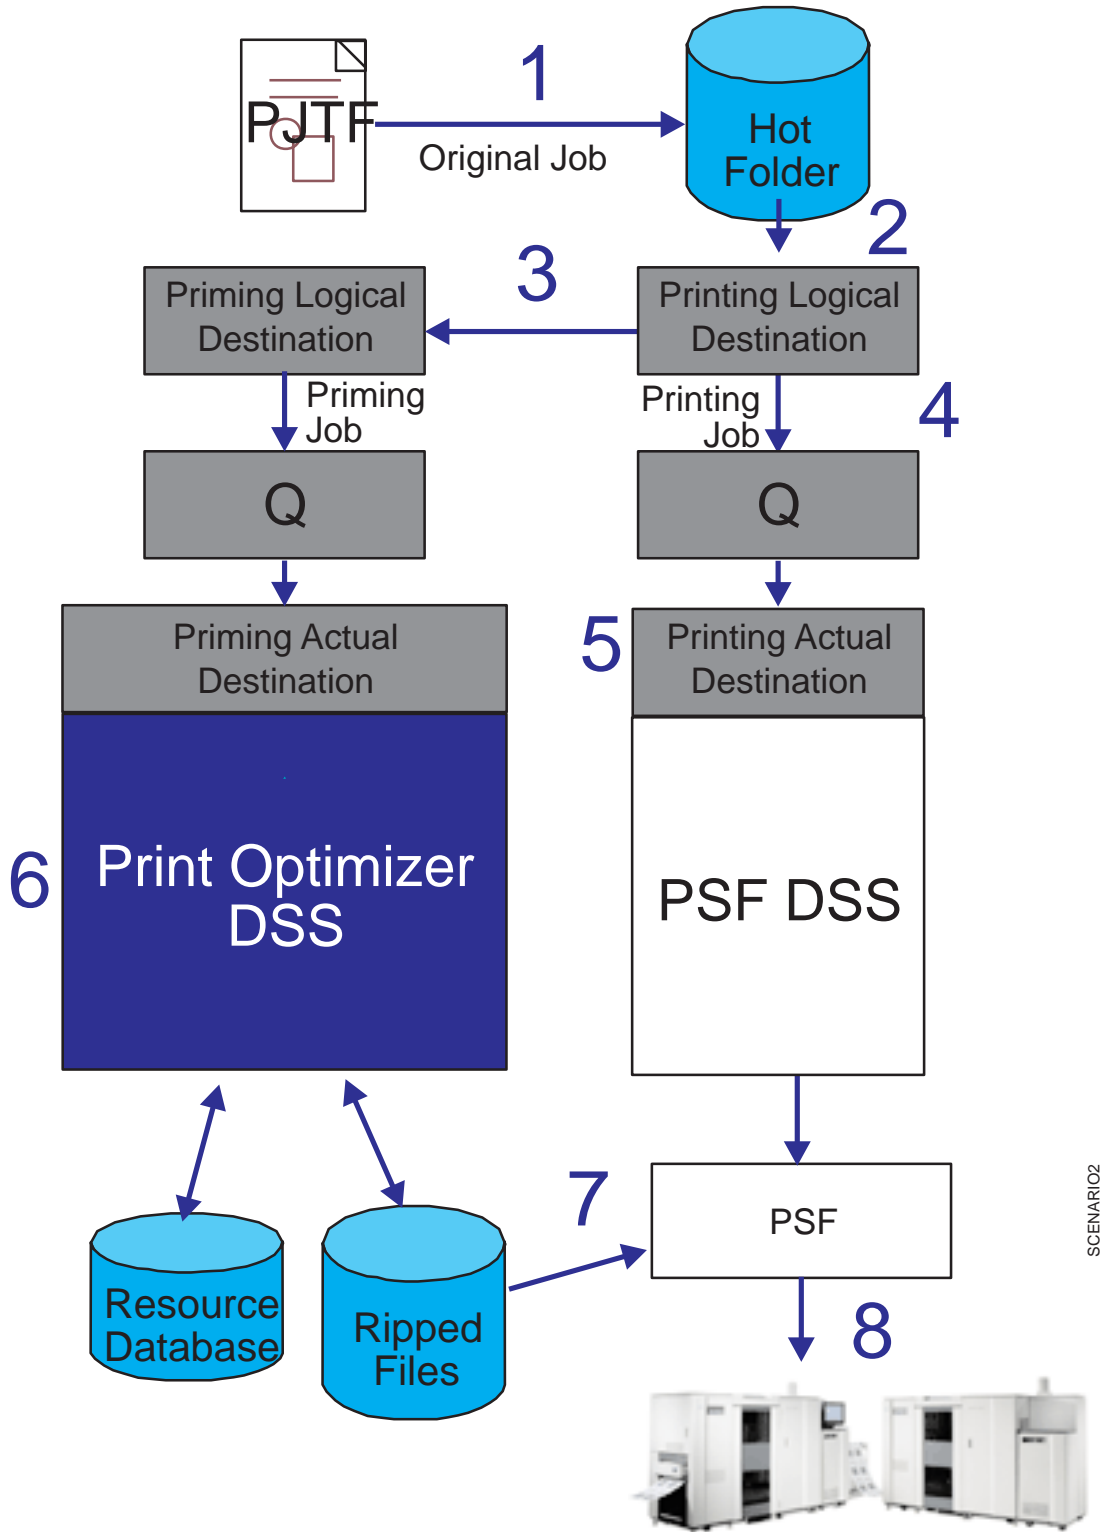 1
PJTF
Original Job
Hot
Folder
2
3
Priming Logical
Destination
Printing Logical
Destination
Priming
Job
Printing
Job
4
Q
Q
Priming Actual
Destination
5
Printing Actual
Destination
6
Print Optimizer
DSS
PSF DSS
7
PSF
SCENARIO2
Resource
Database
Ripped
Files
8